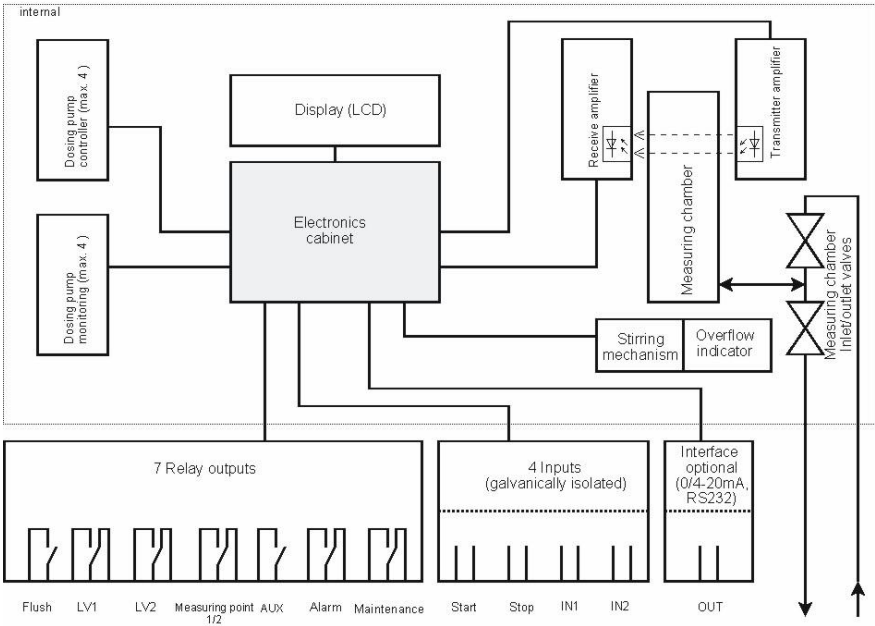 internal
Dosing pump
controller (max. 4 )
Display (LCD)
Receive amplifier
Measuring chamber
Transmitter amplifier
Electronics
cabinet
Dosing pump
monitoring (max. 4 )
Stirring
mechanism
Overflow
indicator
Measuring chamber
Inlet/outlet valves
7 Relay outputs
4 Inputs
(galvanically isolated)
Interface
optional
(0/4-20mA,
RS232)
Flush
LV1
LV2
Measuring point
1/2
AUX
Alarm
Maintenance
Start
Stop
IN1
IN2
OUT